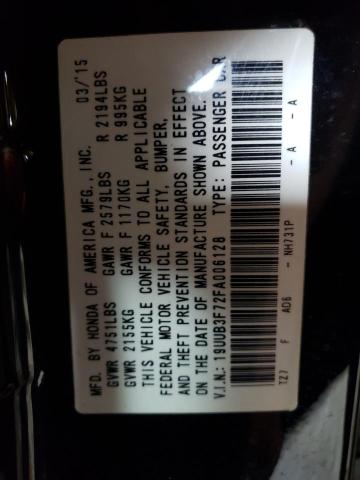 MFD. BY HONDA OF AMERICA MFG., INC. 03/'15
GVWR 4751LBS GAWR F 2579LBS R 2194LBS
GVWR 2155KG GAWR F 1170KG R 995KG
THIS VEHICLE CONFORMS TO ALL APPLICABLE
FEDERAL MOTOR VEHICLE SAFETY, BUMPER,
AND THEFT PREVENTION STANDARDS IN EFFECT
ON THE DATE OF MANUFACTURE SHOWN ABOVE.
V.I.N.: 19UUB3F72FA006128 TYPE: PASSENGER CAR
TZ7 F AD6 - NH731P - A - A